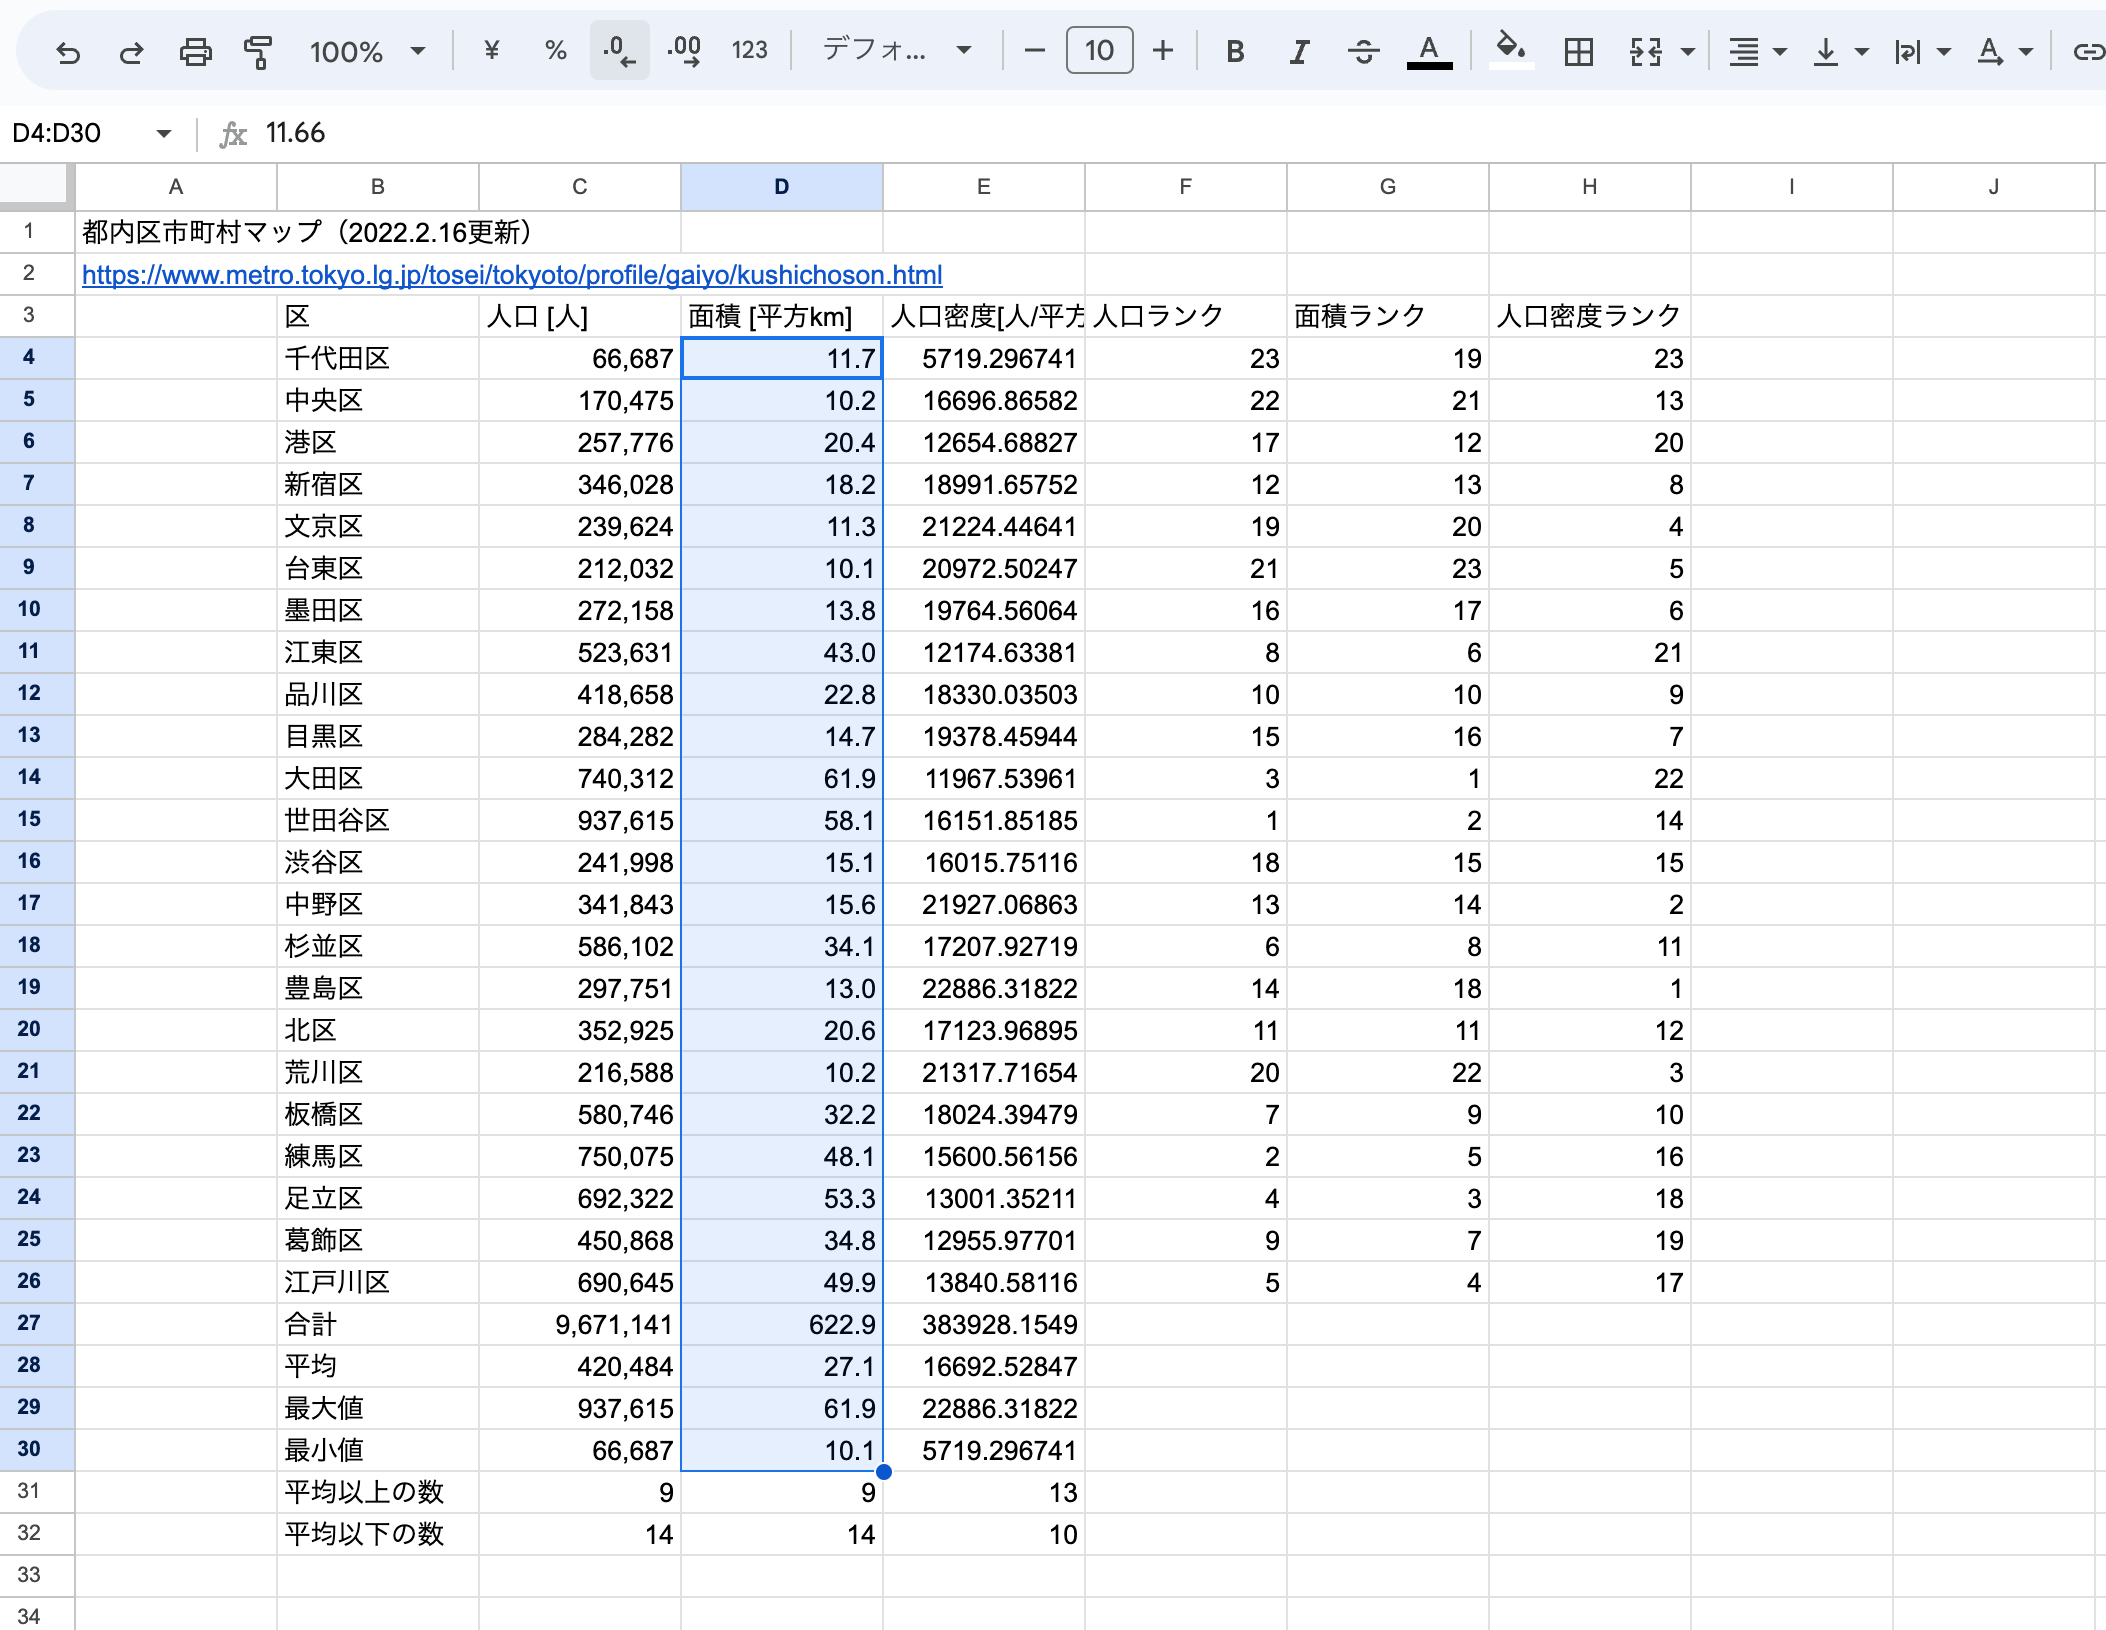 100% ¥ % .0 .00 123 デフォ... 10 B I A A
D4:D30 fx 11.66
A B C D E F G H I J
1 都内区市町村マップ（2022.2.16更新）
2 https://www.metro.tokyo.lg.jp/tosei/tokyoto/profile/gaiyo/kushichoson.html
3 区 人口 [人] 面積 [平方km] 人口密度[人/平方 人口ランク 面積ランク 人口密度ランク
4 千代田区 66,687 11.7 5719.296741 23 19 23
5 中央区 170,475 10.2 16696.86582 22 21 13
6 港区 257,776 20.4 12654.68827 17 12 20
7 新宿区 346,028 18.2 18991.65752 12 13 8
8 文京区 239,624 11.3 21224.44641 19 20 4
9 台東区 212,032 10.1 20972.50247 21 23 5
10 墨田区 272,158 13.8 19764.56064 16 17 6
11 江東区 523,631 43.0 12174.63381 8 6 21
12 品川区 418,658 22.8 18330.03503 10 10 9
13 目黒区 284,282 14.7 19378.45944 15 16 7
14 大田区 740,312 61.9 11967.53961 3 1 22
15 世田谷区 937,615 58.1 16151.85185 1 2 14
16 渋谷区 241,998 15.1 16015.75116 18 15 15
17 中野区 341,843 15.6 21927.06863 13 14 2
18 杉並区 586,102 34.1 17207.92719 6 8 11
19 豊島区 297,751 13.0 22886.31822 14 18 1
20 北区 352,925 20.6 17123.96895 11 11 12
21 荒川区 216,588 10.2 21317.71654 20 22 3
22 板橋区 580,746 32.2 18024.39479 7 9 10
23 練馬区 750,075 48.1 15600.56156 2 5 16
24 足立区 692,322 53.3 13001.35211 4 3 18
25 葛飾区 450,868 34.8 12955.97701 9 7 19
26 江戸川区 690,645 49.9 13840.58116 5 4 17
27 合計 9,671,141 622.9 383928.1549
28 平均 420,484 27.1 16692.52847
29 最大値 937,615 61.9 22886.31822
30 最小値 66,687 10.1 5719.296741
31 平均以上の数 9 9 13
32 平均以下の数 14 14 10
33
34